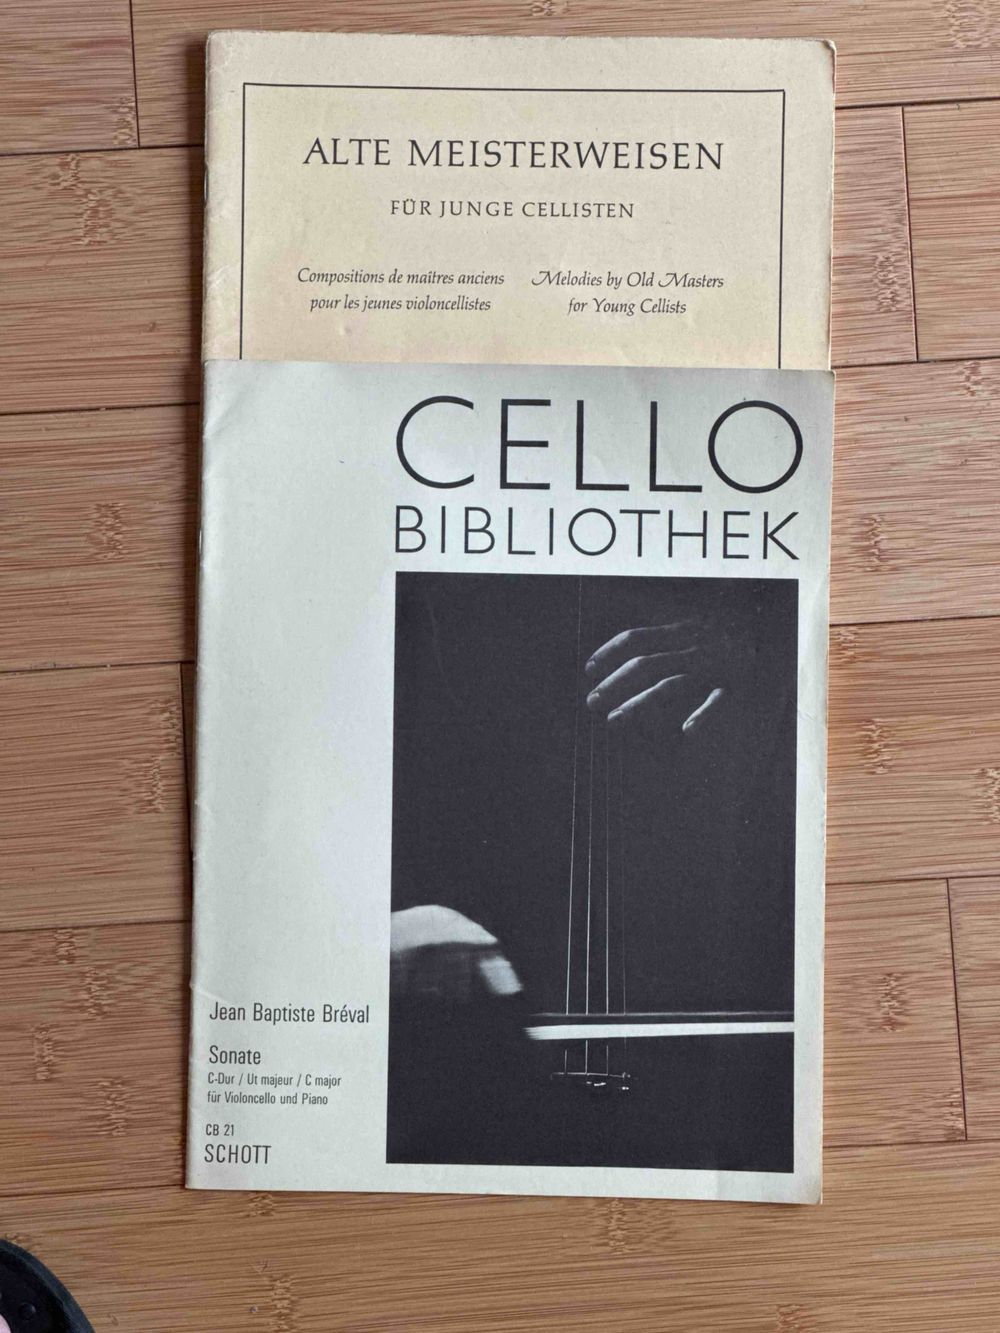 ALTE MEISTERWEISEN
FÜR JUNGE CELLISTEN
Compositions de maîtres anciens
pour les jeunes violoncellistes
Melodies by Old Masters
for Young Cellists
CELLO
BIBLIOTHEK
Jean Baptiste Bréval
Sonate
C-Dur / Ut majeur / C major
für Violoncello und Piano
CB 21
SCHOTT